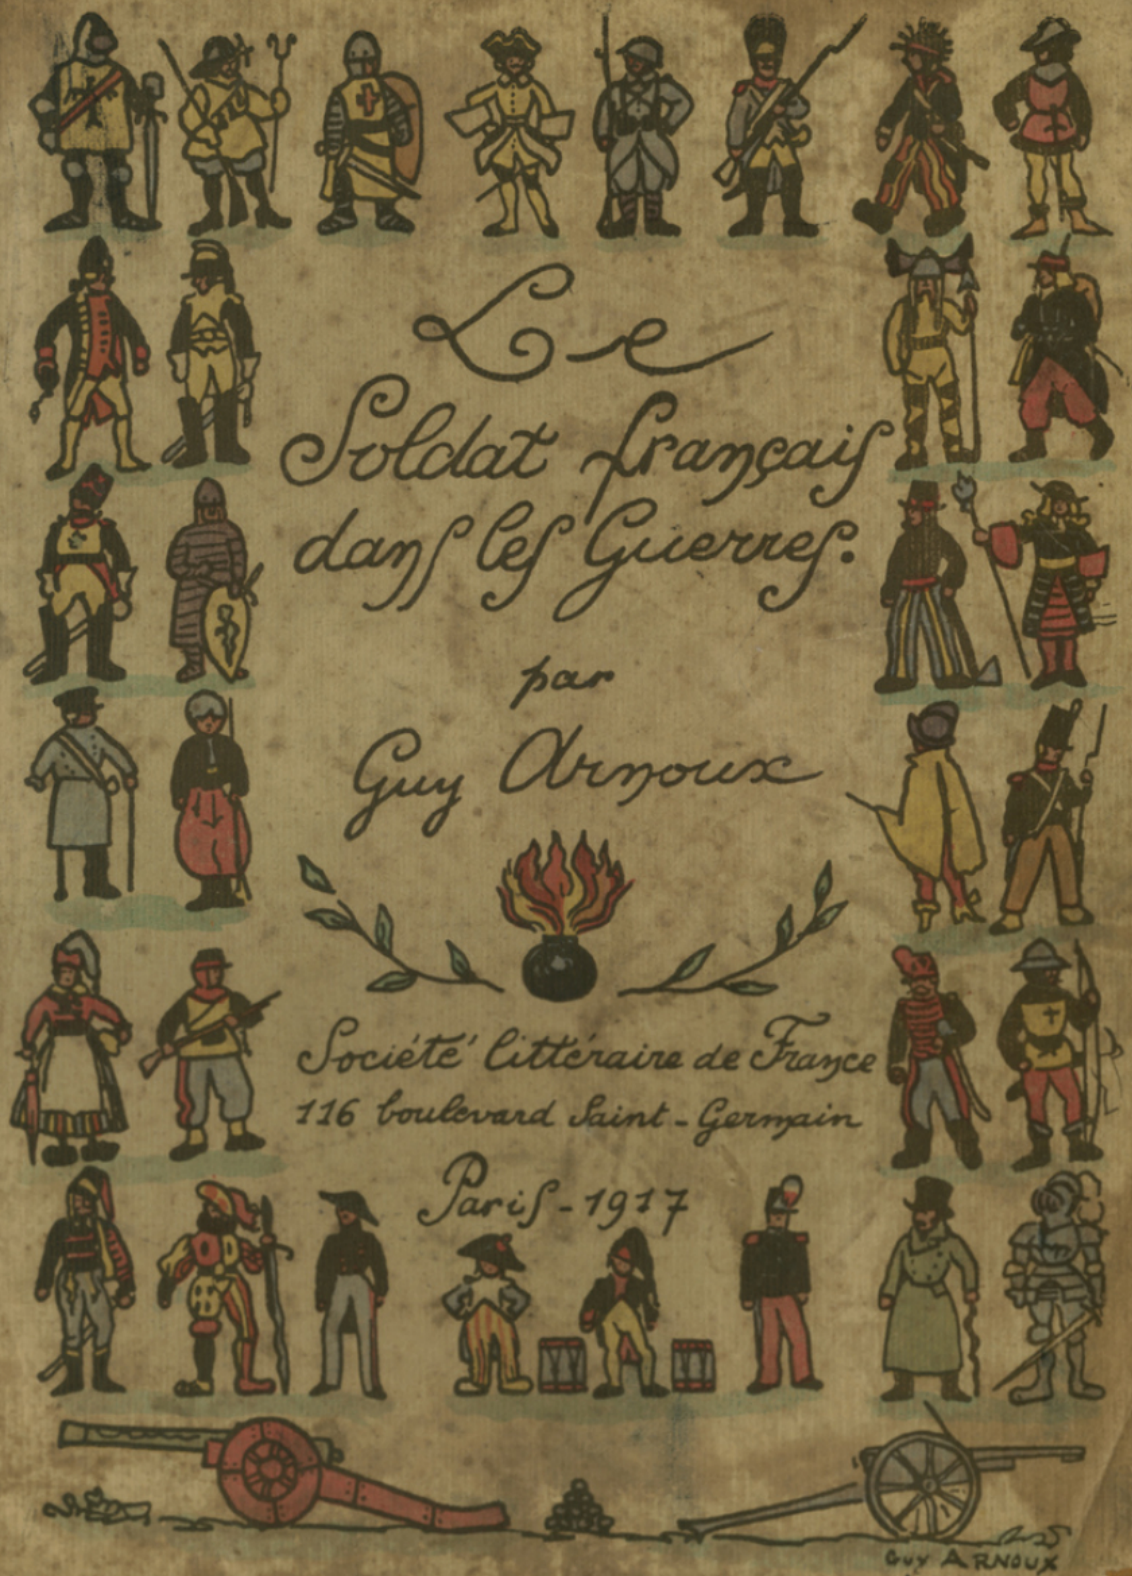 Le
Soldat français
dans les Guerres.
par
Guy Arnoux
Société littéraire de France
116 boulevard Saint-Germain
Paris-1917
GUY ARNOUX